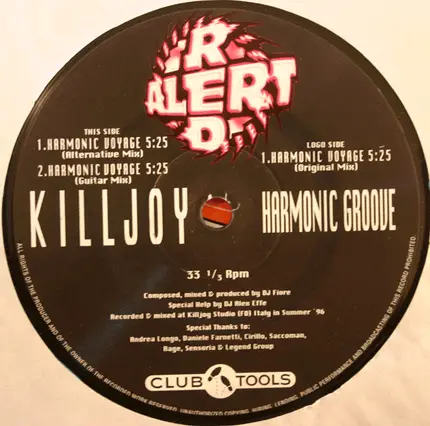 RED ALERT
THIS SIDE
1.HARMONIC VOYAGE 5:25
(Alternative Mix)
2.HARMONIC VOYAGE 5:25
(Guitar Mix)
LOGO SIDE
1.HARMONIC VOYAGE 5:25
(Original Mix)
KILLJOY
HARMONIC GROOVE
33 1/3 Rpm
Composed, mixed & produced by DJ Fiore
Special Help by DJ Alex Effe
Recorded & mixed at Killjoy Studio (FO) Italy in Summer ´96
Special Thanks to:
Andrea Longo, Daniele Farnetti, Cirillo, Saccoman,
Rage, Sensoria & Legend Group
CLUB TOOLS
ALL RIGHTS OF THE PRODUCER AND OF THE OWNER OF THE RECORDED WORK RESERVED. UNAUTHORIZED COPYING, HIRING, LENDING, PUBLIC PERFORMANCE AND BROADCASTING OF THIS RECORD PROHIBITED.